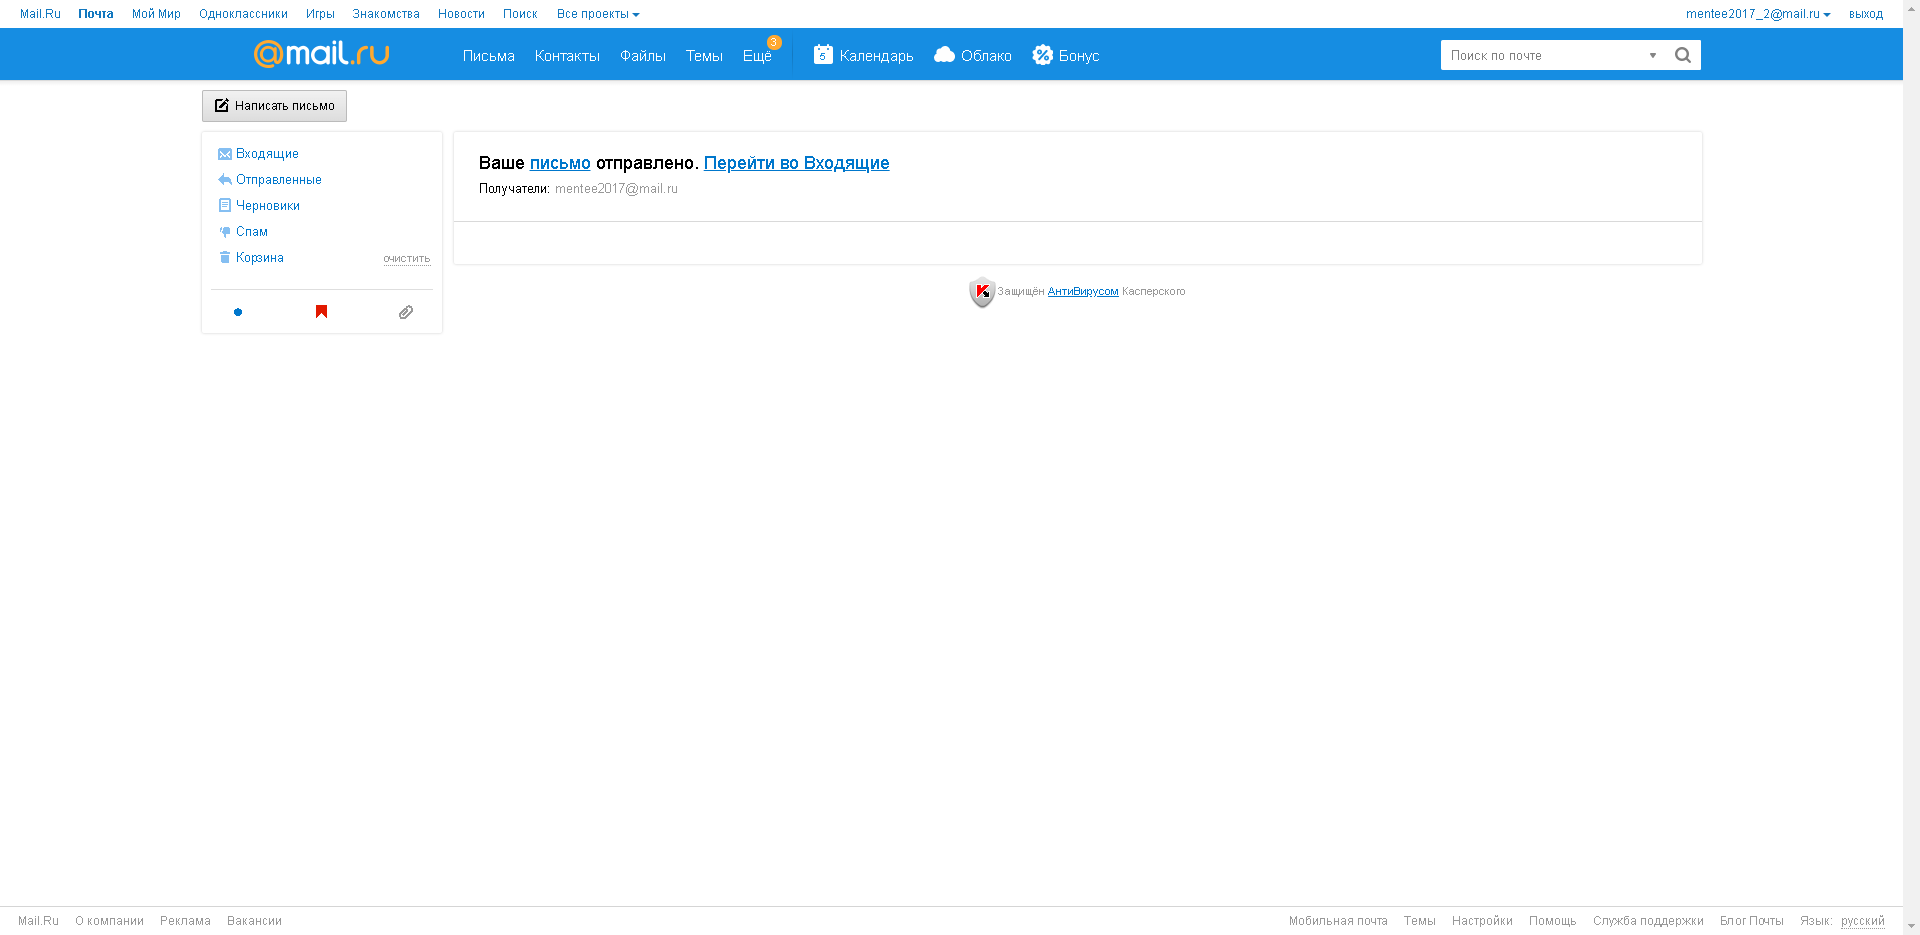 Mail.Ru Почта Мой Мир Одноклассники Игры Знакомства Новости Поиск Все проекты mentee2017_2@mail.ru выход
@mail.ru Письма Контакты Файлы Темы Ещё 3 5 Календарь Облако Бонус Поиск по почте
Написать письмо
Входящие
Отправленные
Черновики
Спам
Корзина очистить
Ваше письмо отправлено. Перейти во Входящие
Получатели: mentee2017@mail.ru
Защищён АнтиВирусом Касперского
Mail.Ru О компании Реклама Вакансии Мобильная почта Темы Настройки Помощь Служба поддержки Блог Почты Язык: русский